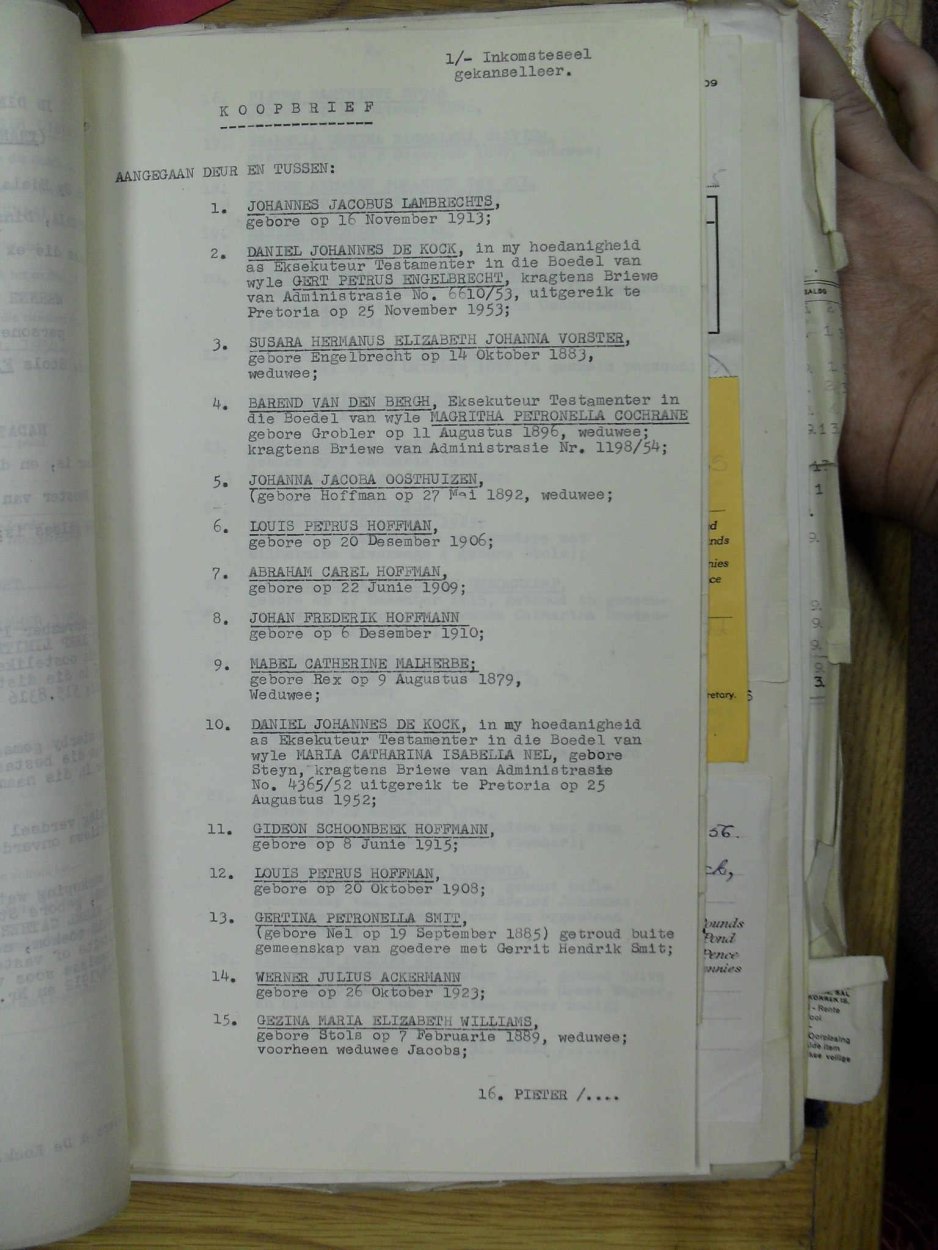 1/- Inkomsteseel
gekanselleer.
K O O P B R I E F
AANGEGAAN DEUR EN TUSSEN:
1. JOHANNES JACOBUS LAMBRECHTS,
gebore op 16 November 1913;
2. DANIEL JOHANNES DE KOCK, in my hoedanigheid
as Eksekuteur Testamenter in die Boedel van
wyle GERT PETRUS ENGELBRECHT, kragtens Briewe
van Administrasie No. 6610/53, uitgereik te
Pretoria op 25 November 1953;
3. SUSARA HERMANUS ELIZABETH JOHANNA VORSTER,
gebore Engelbrecht op 14 Oktober 1883,
weduwee;
4. BAREND VAN DEN BERGH, Eksekuteur Testamenter in
die Boedel van wyle MAGRITHA PETRONELLA COCHRANE
gebore Grobler op 11 Augustus 1896, weduwee;
kragtens Briewe van Administrasie Nr. 1198/54;
5. JOHANNA JACOBA OOSTHUIZEN,
(gebore Hoffman op 27 Mei 1892, weduwee;
6. LOUIS PETRUS HOFFMAN,
gebore op 20 Desember 1906;
7. ABRAHAM CAREL HOFFMAN,
gebore op 22 Junie 1909;
8. JOHAN FREDERIK HOFFMANN
gebore op 6 Desember 1910;
9. MABEL CATHERINE MALHERBE;
gebore Rex op 9 Augustus 1879,
Weduwee;
10. DANIEL JOHANNES DE KOCK, in my hoedanigheid
as Eksekuteur Testamenter in die Boedel van
wyle MARIA CATHARINA ISABELLA NEL, gebore
Steyn, kragtens Briewe van Administrasie
No. 4365/52 uitgereik te Pretoria op 25
Augustus 1952;
11. GIDEON SCHOONBEEK HOFFMANN,
gebore op 8 Junie 1915;
12. LOUIS PETRUS HOFFMAN,
gebore op 20 Oktober 1908;
13. GERTINA PETRONELLA SMIT,
(gebore Nel op 19 September 1885) getroud buite
gemeenskap van goedere met Gerrit Hendrik Smit;
14. WERNER JULIUS ACKERMANN
gebore op 26 Oktober 1923;
15. GEZINA MARIA ELIZABETH WILLIAMS,
gebore Stols op 7 Februarie 1889, weduwee;
voorheen weduwee Jacobs;
16. PIETER /....